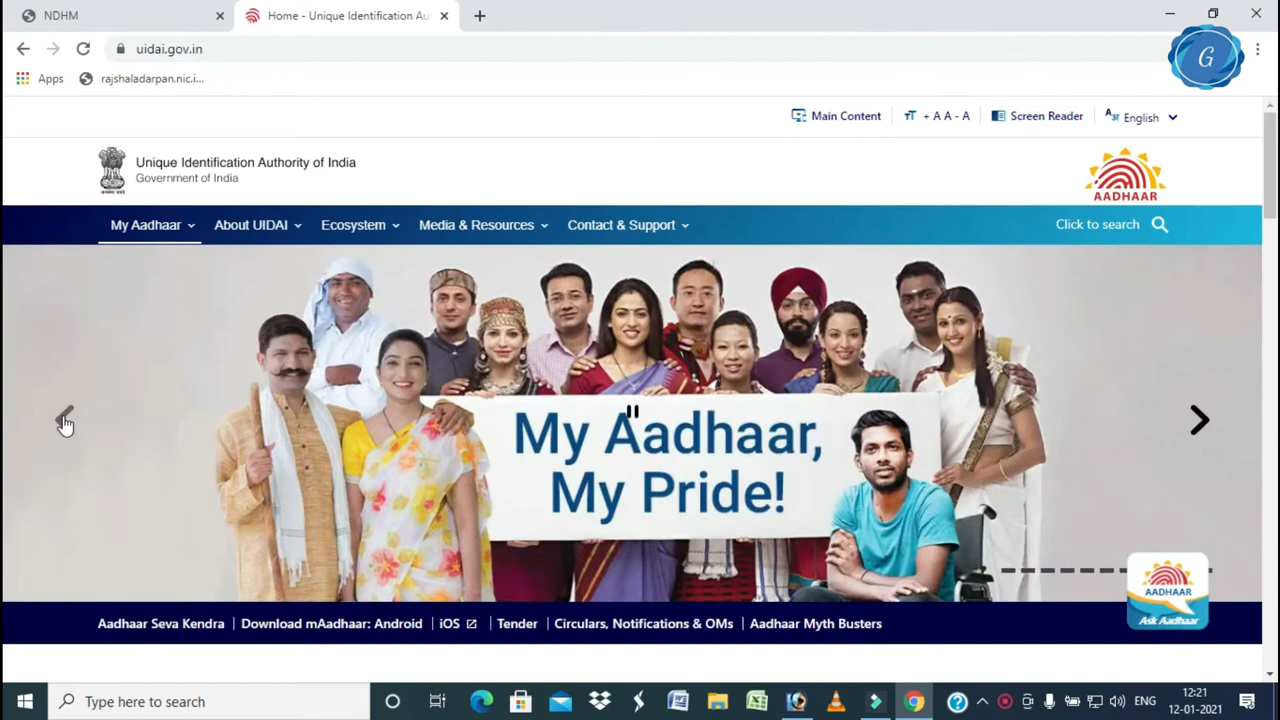 NDHM
Home - Unique Identification Au
uidai.gov.in
G
Apps
rajshaladarpan.nic.i...
Main Content
TT + A A - A
Screen Reader
English
Unique Identification Authority of India
Government of India
AADHAAR
My Aadhaar
About UIDAI
Ecosystem
Media & Resources
Contact & Support
Click to search
My Aadhaar,
My Pride!
AADHAAR
Ask Aadhaar
Aadhaar Seva Kendra
Download mAadhaar: Android
iOS
Tender
Circulars, Notifications & OMs
Aadhaar Myth Busters
Type here to search
ENG
12:21
12-01-2021